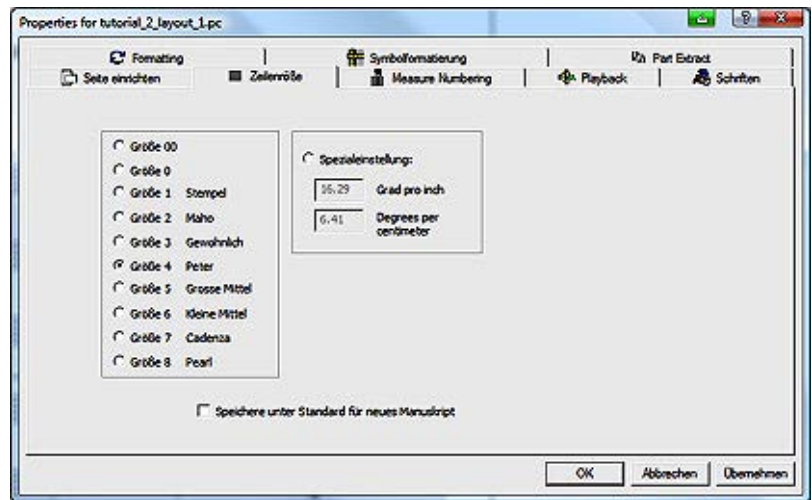 Properties for tutorial_2_layout_1.pc
Formatting Symbolformatierung Part Extract
Seite einrichten Zeilenröße Measure Numbering Playback Schriften
Größe 00
Größe 0
Größe 1 Stempel
Größe 2 Maho
Größe 3 Gewohnlich
Größe 4 Peter
Größe 5 Grosse Mittel
Größe 6 Kleine Mittel
Größe 7 Cadenza
Größe 8 Pearl
Spezialeinstellung:
16.29 Grad pro inch
6.41 Degrees per
centimeter
Speichere unter Standard für neues Manuskript
OK Abbrechen Übernehmen